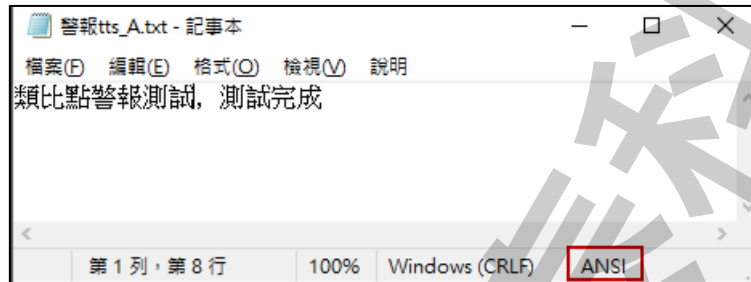 警報tts_A.txt - 記事本
檔案(F) 編輯(E) 格式(O) 檢視(V) 說明
類比點警報測試，測試完成
第 1 列，第 8 行 100% Windows (CRLF) ANSI